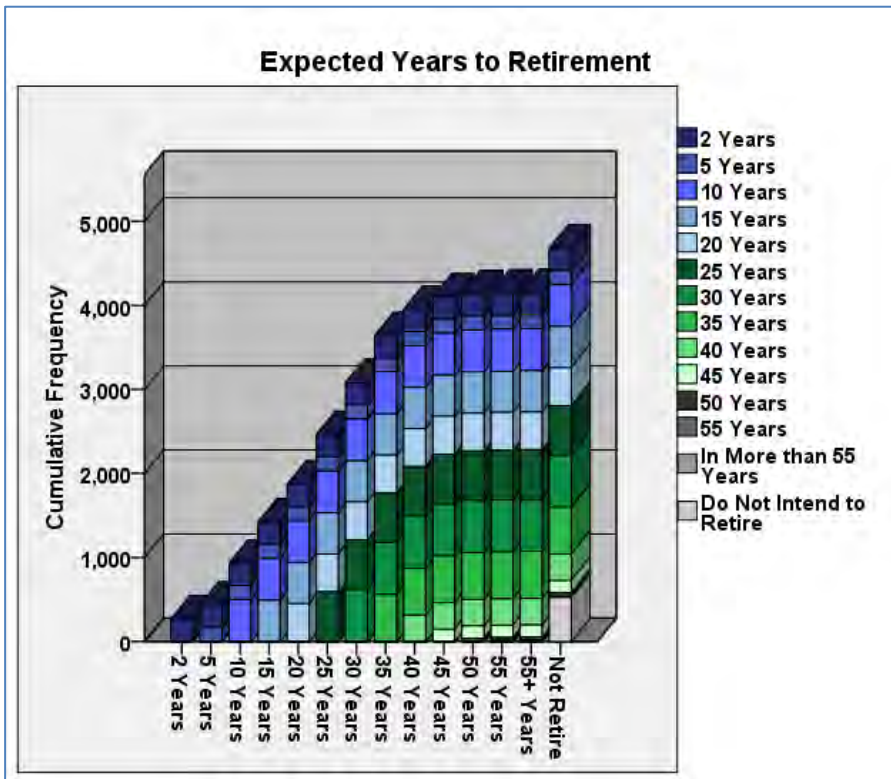 Expected Years to Retirement
Cumulative Frequency
5,000
4,000
3,000
2,000
1,000
0
2 Years
5 Years
10 Years
15 Years
20 Years
25 Years
30 Years
35 Years
40 Years
45 Years
50 Years
55 Years
55+ Years
Not Retire
2 Years
5 Years
10 Years
15 Years
20 Years
25 Years
30 Years
35 Years
40 Years
45 Years
50 Years
55 Years
In More than 55
Years
Do Not Intend to
Retire